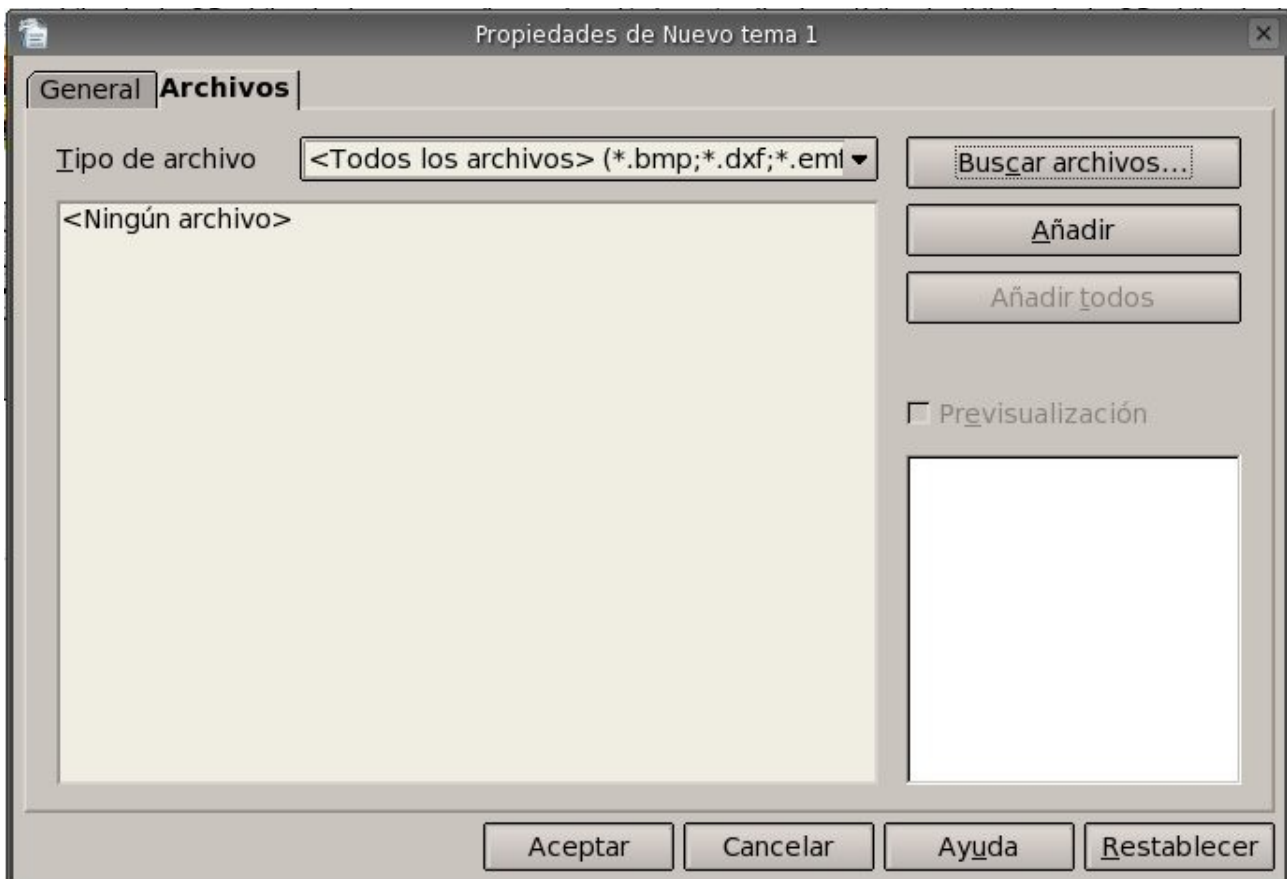 Propiedades de Nuevo tema 1
General
Archivos
Tipo de archivo
<Todos los archivos> (*.bmp;*.dxf;*.em
Buscar archivos...
<Ningún archivo>
Añadir
Añadir todos
Previsualización
Aceptar
Cancelar
Ayuda
Restablecer